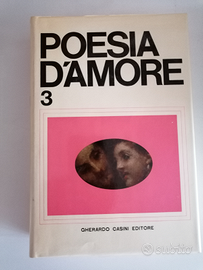 POESIA
D'AMORE
3
GHERARDO CASINI EDITORE